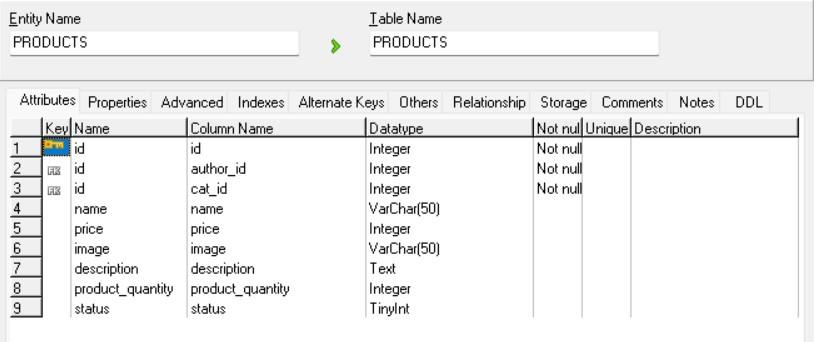 Entity Name Table Name
PRODUCTS PRODUCTS
Attributes Properties Advanced Indexes Alternate Keys Others Relationship Storage Comments Notes DDL
Key Name Column Name Datatype Not nul Unique Description
1 id id Integer Not null
2 FK id author_id Integer Not null
3 FK id cat_id Integer Not null
4 name name VarChar(50)
5 price price Integer
6 image image VarChar(50)
7 description description Text
8 product_quantity product_quantity Integer
9 status status TinyInt